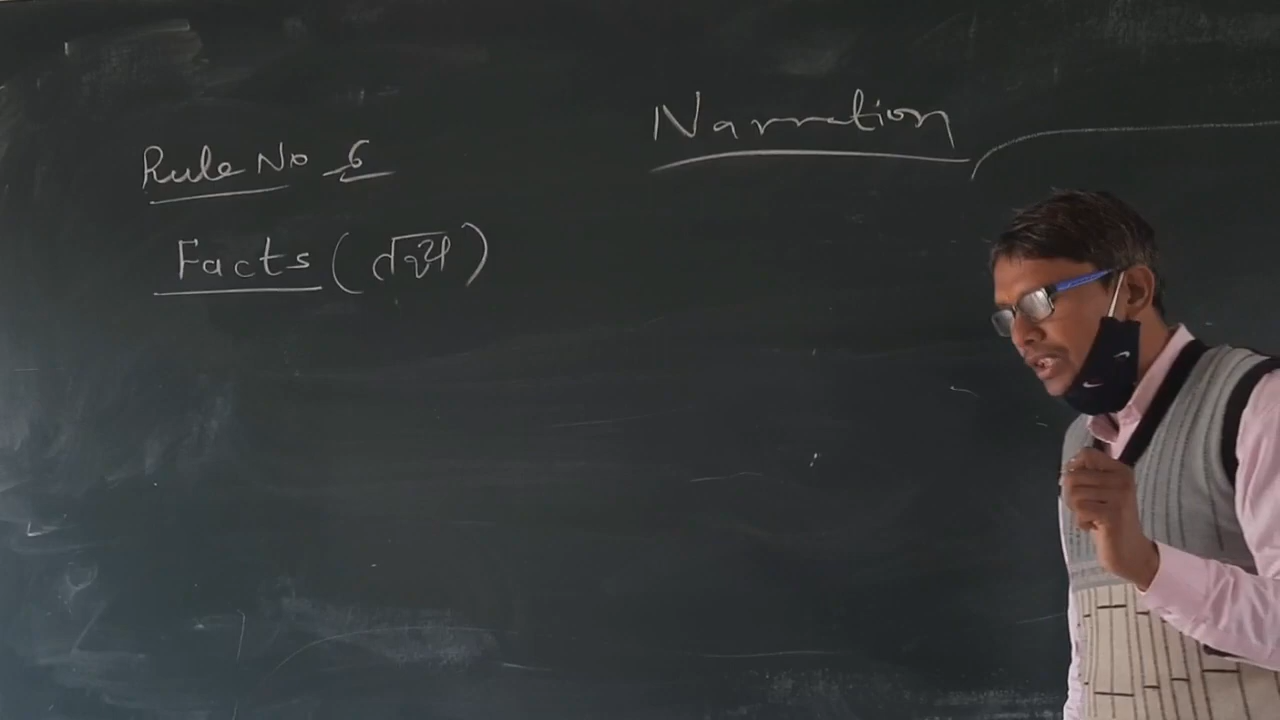 Narration
Rule No 6
Facts (तथ्य)